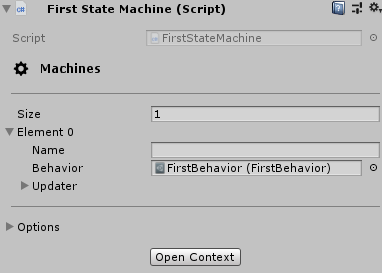 First State Machine (Script)
Script FirstStateMachine
Machines
Size 1
Element 0
Name
Behavior FirstBehavior (FirstBehavior)
Updater
Options
Open Context